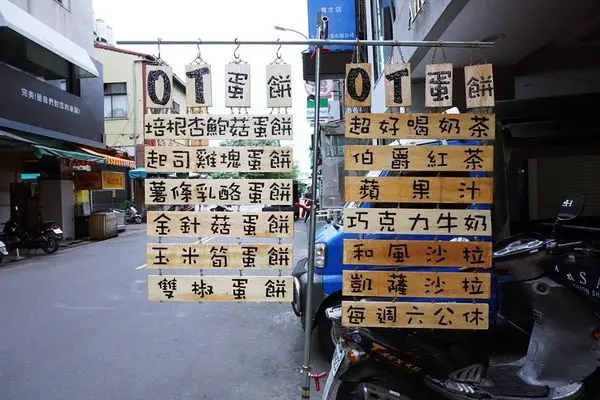 OT蛋餅
培根杏鮑菇蛋餅
起司雞塊蛋餅
薯條乳酪蛋餅
金針菇蛋餅
玉米筍蛋餅
雙椒蛋餅
OT蛋餅
超好喝奶茶
伯爵紅茶
蘋果汁
巧克力牛奶
和風沙拉
凱薩沙拉
每週六公休